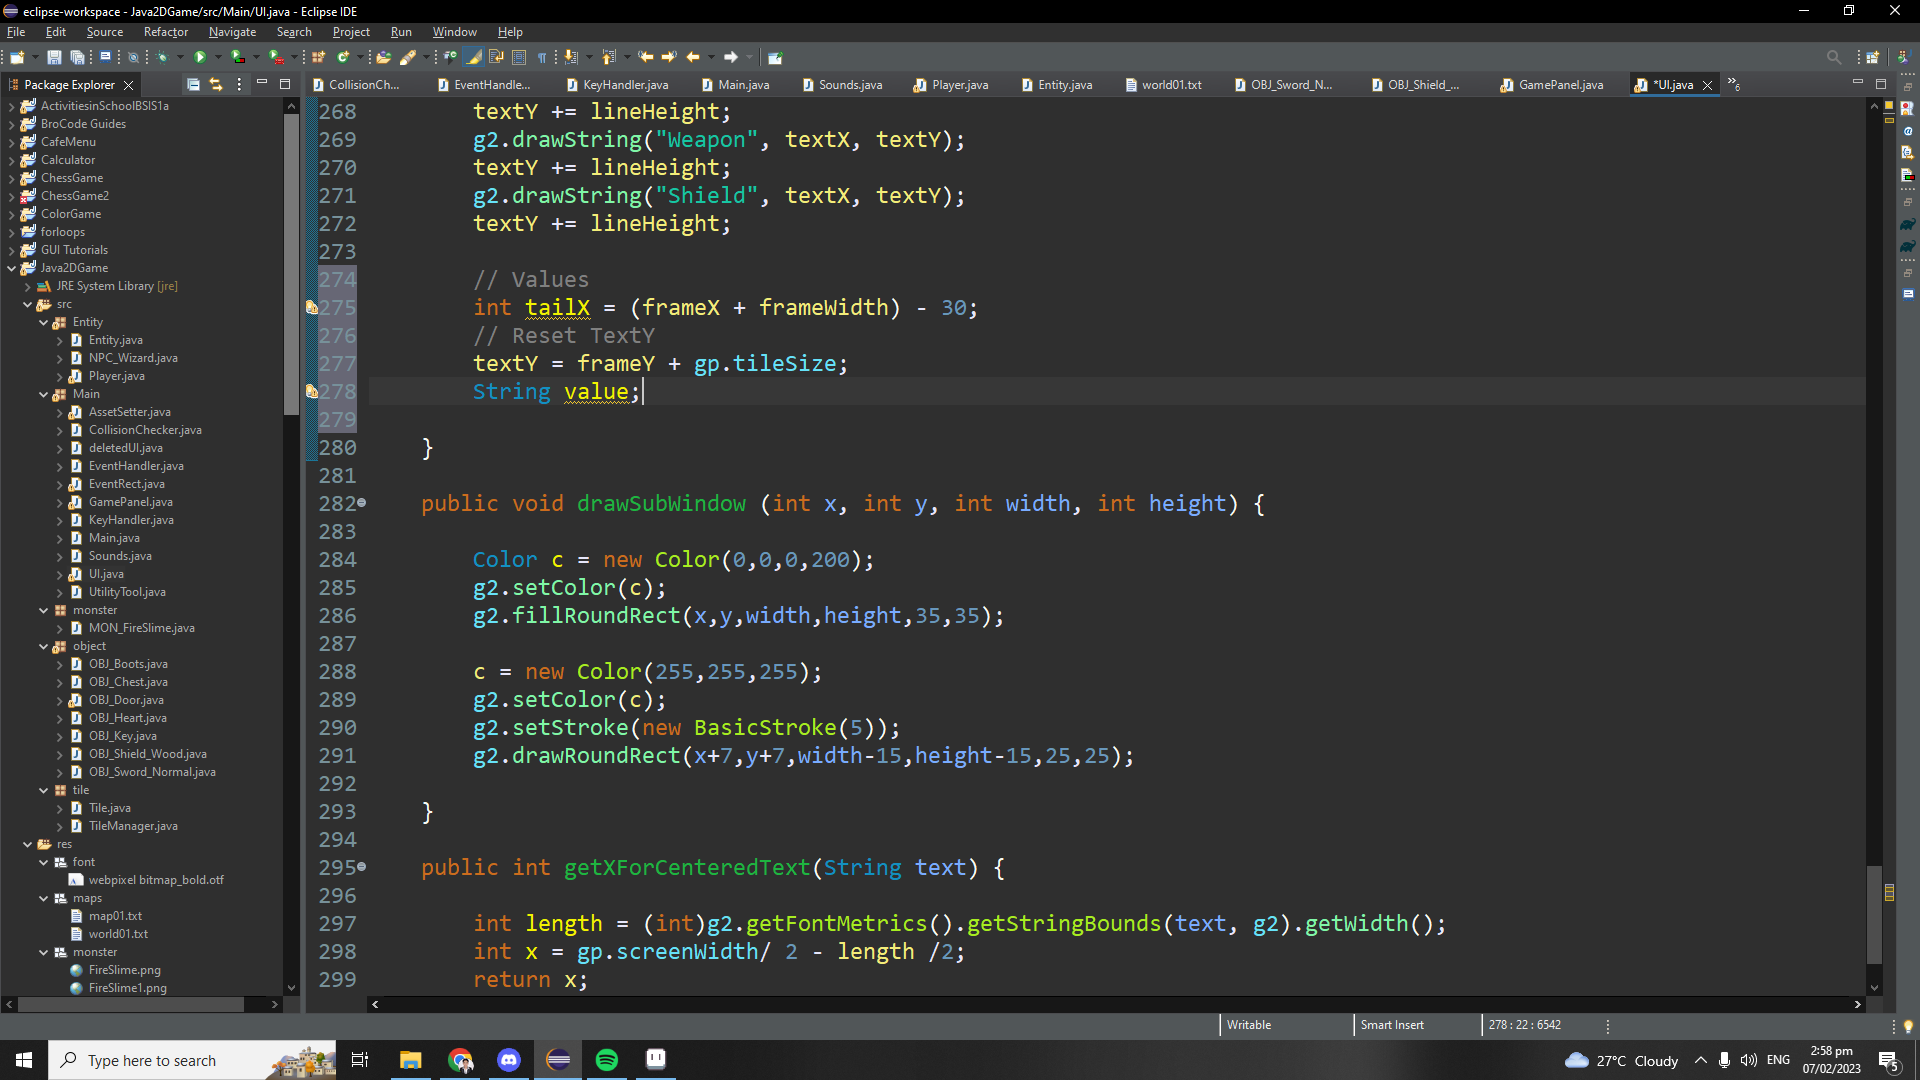 eclipse-workspace - Java2DGame/src/Main/UI.java - Eclipse IDE
File Edit Source Refactor Navigate Search Project Run Window Help
Package Explorer
CollisionCh... EventHandle... KeyHandler.java Main.java Sounds.java Player.java Entity.java world01.txt OBJ_Sword_N... OBJ_Shield_... GamePanel.java *UI.java »6
ActivitiesinSchoolBSIS1a
BroCode Guides
CafeMenu
Calculator
ChessGame
ChessGame2
ColorGame
forloops
GUI Tutorials
Java2DGame
JRE System Library [jre]
src
Entity
Entity.java
NPC_Wizard.java
Player.java
Main
AssetSetter.java
CollisionChecker.java
deletedUI.java
EventHandler.java
EventRect.java
GamePanel.java
KeyHandler.java
Main.java
Sounds.java
UI.java
UtilityTool.java
monster
MON_FireSlime.java
object
OBJ_Boots.java
OBJ_Chest.java
OBJ_Door.java
OBJ_Heart.java
OBJ_Key.java
OBJ_Shield_Wood.java
OBJ_Sword_Normal.java
tile
Tile.java
TileManager.java
res
font
webpixel bitmap_bold.otf
maps
map01.txt
world01.txt
monster
FireSlime.png
FireSlime1.png
268 textY += lineHeight;
269 g2.drawString("Weapon", textX, textY);
270 textY += lineHeight;
271 g2.drawString("Shield", textX, textY);
272 textY += lineHeight;
273
274 // Values
275 int tailX = (frameX + frameWidth) - 30;
276 // Reset TextY
277 textY = frameY + gp.tileSize;
278 String value;
279
280 }
281
282 public void drawSubWindow (int x, int y, int width, int height) {
283
284 Color c = new Color(0,0,0,200);
285 g2.setColor(c);
286 g2.fillRoundRect(x,y,width,height,35,35);
287
288 c = new Color(255,255,255);
289 g2.setColor(c);
290 g2.setStroke(new BasicStroke(5));
291 g2.drawRoundRect(x+7,y+7,width-15,height-15,25,25);
292
293 }
294
295 public int getXForCenteredText(String text) {
296
297 int length = (int)g2.getFontMetrics().getStringBounds(text, g2).getWidth();
298 int x = gp.screenWidth/ 2 - length /2;
299 return x;
Writable Smart Insert 278 : 22 : 6542
Type here to search
27°C Cloudy ENG 2:58 pm
07/02/2023 5